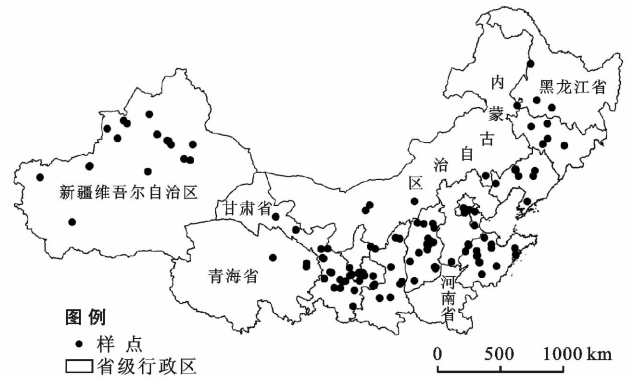 内
蒙
古
自
治
区
黑龙江省
新疆维吾尔自治区
甘肃省
青海省
河
南
省
图 例
样 点
省级行政区
0 500 1000 km